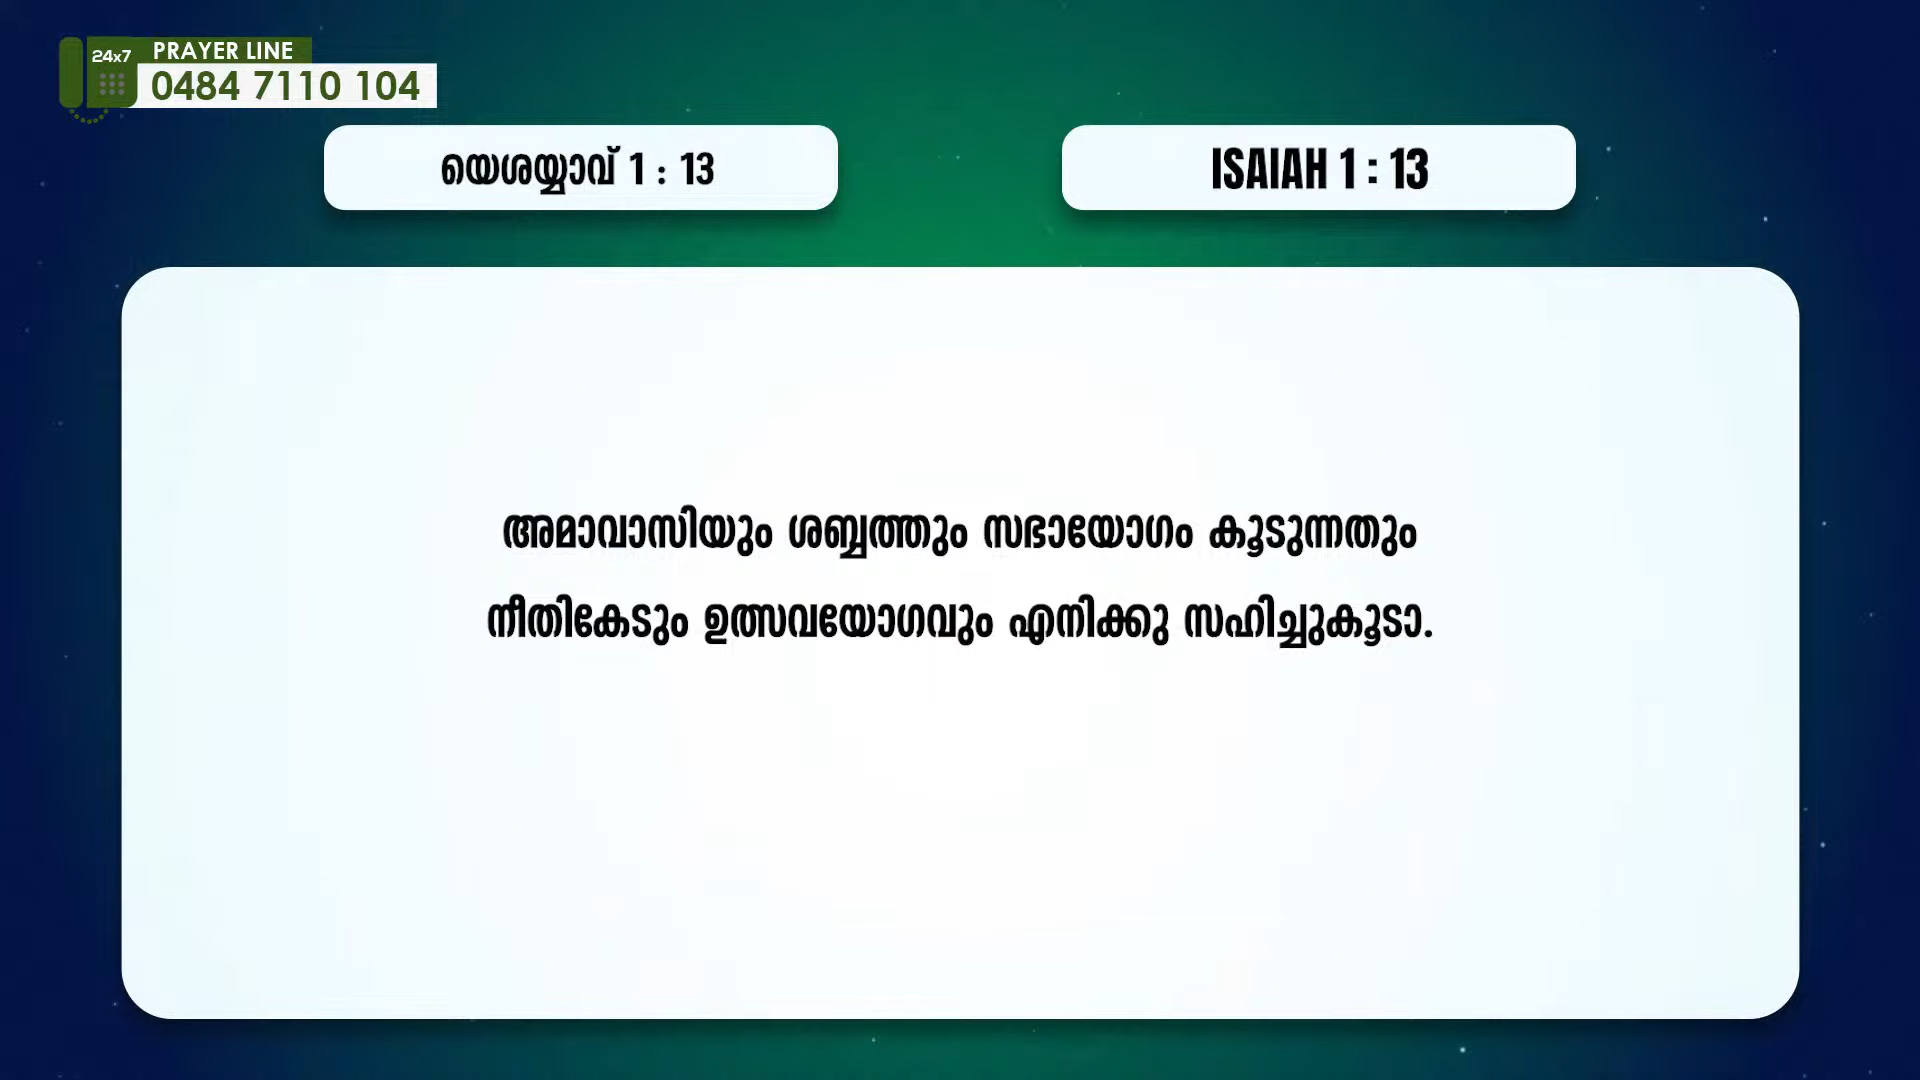 24x7
PRAYER LINE
0484 7110 104
യെശയ്യാവ് 1 : 13
ISAIAH 1 : 13
അമാവാസിയും ശബ്ബത്തും സഭായോഗം കൂടുന്നതും
നീതികേടും ഉത്സവയോഗവും എനിക്കു സഹിച്ചുകൂടാ.